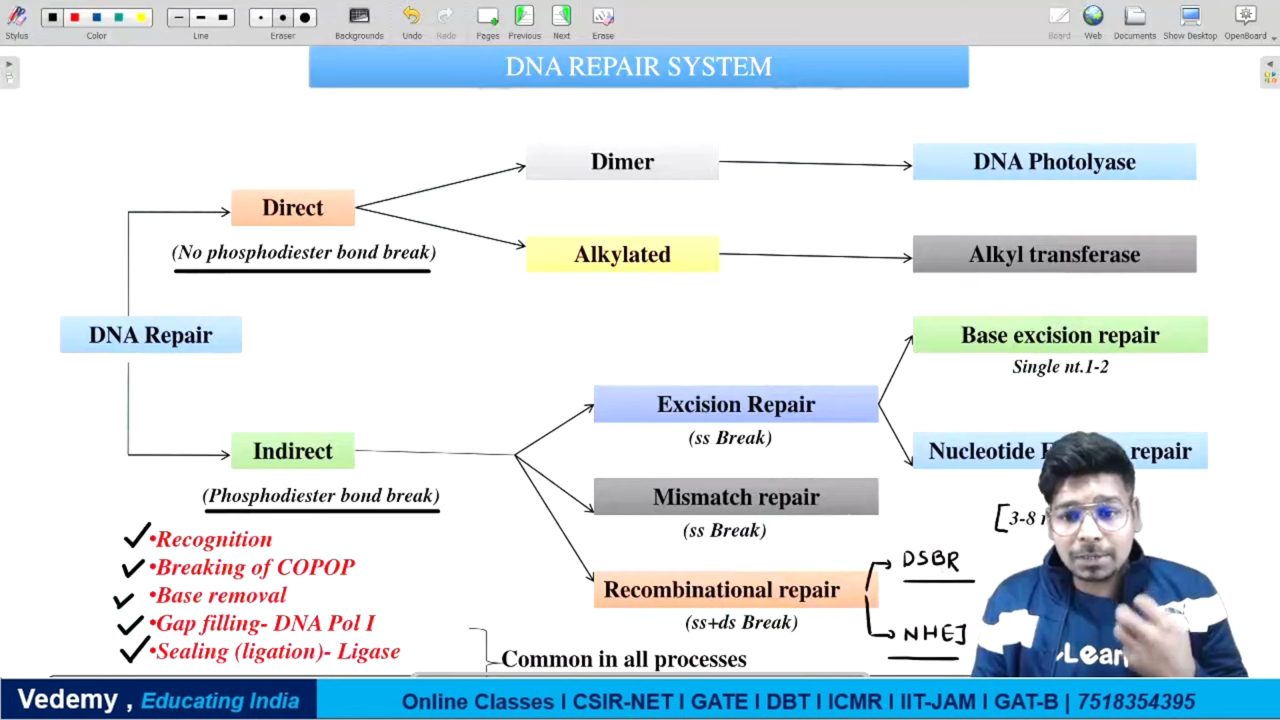 Stylus
Color
Line
Eraser
Backgrounds
Undo
Redo
Pages
Previous
Next
Erase
Board
Web
Documents
Show Desktop
OpenBoard
DNA REPAIR SYSTEM
Dimer
DNA Photolyase
Direct
(No phosphodiester bond break)
Alkylated
Alkyl transferase
DNA Repair
Base excision repair
Single nt.1-2
Excision Repair
(ss Break)
Indirect
Nucleotide repair
(Phosphodiester bond break)
Mismatch repair
(ss Break)
[3-8
•Recognition
•Breaking of COPOP
•Base removal
•Gap filling- DNA Pol I
•Sealing (ligation)- Ligase
DSBR
Recombinational repair
(ss+ds Break)
NHEJ
Common in all processes
Learn
Vedemy , Educating India
Online Classes I CSIR-NET I GATE I DBT I ICMR I IIT-JAM I GAT-B | 7518354395